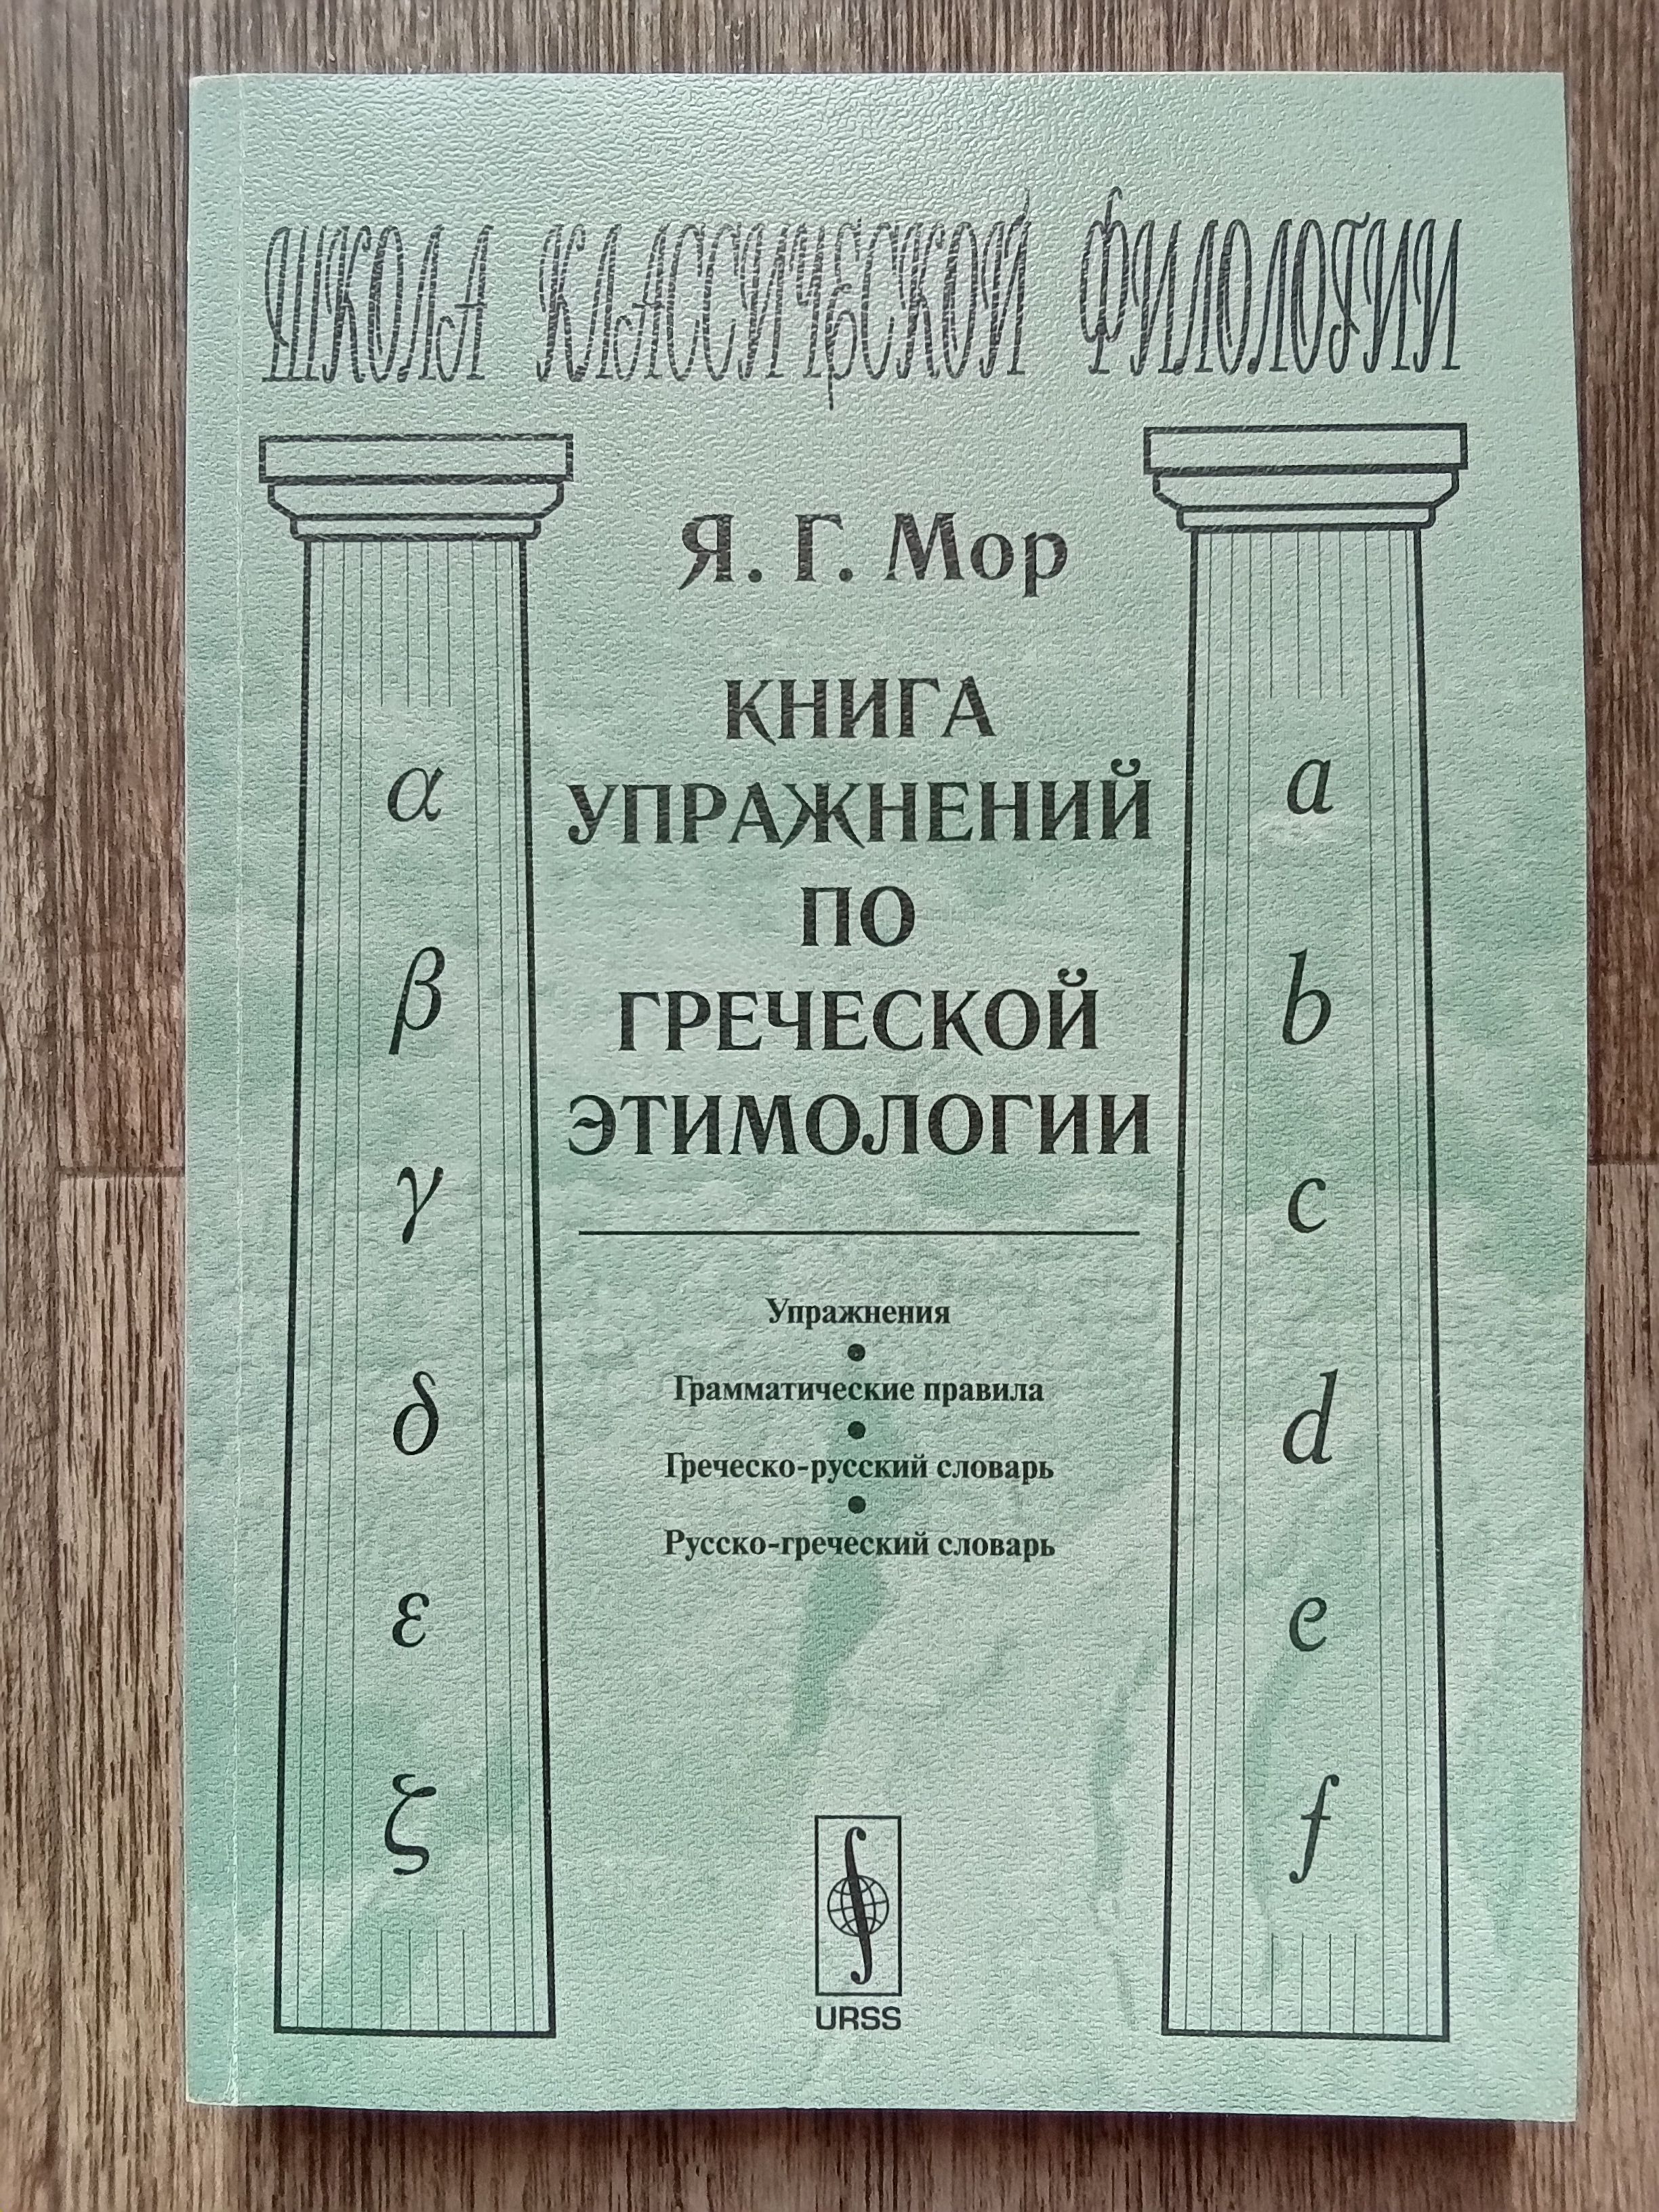 ШКОЛА КЛАССИЧЕСКОЙ ФИЛОЛОГИИ
Я. Г. Мор
КНИГА
УПРАЖНЕНИЙ
ПО
ГРЕЧЕСКОЙ
ЭТИМОЛОГИИ
Упражнения
•
Грамматические правила
•
Греческо-русский словарь
•
Русско-греческий словарь
α
β
γ
δ
ε
ζ
a
b
c
d
e
f
URSS